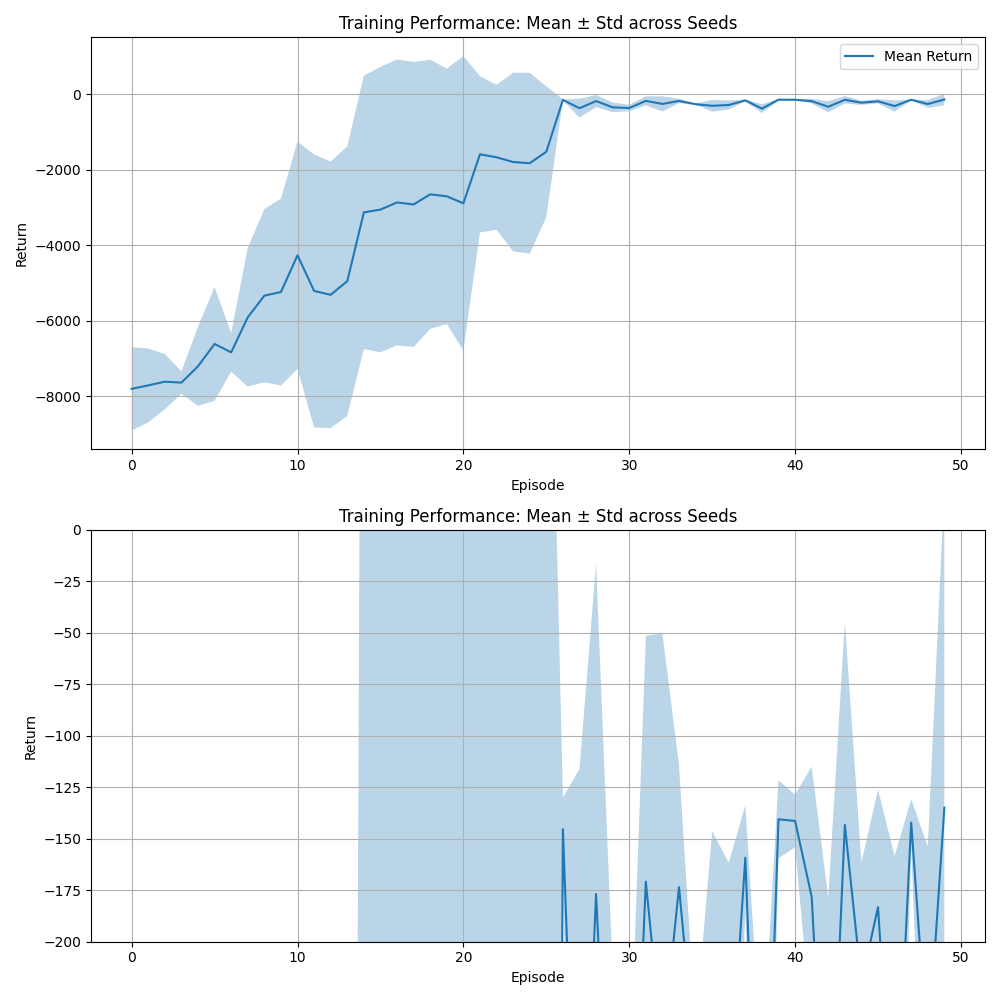 Training Performance: Mean ± Std across Seeds
Mean Return
0
−2000
−4000
−6000
−8000
Return
0 10 20 30 40 50
Episode
Training Performance: Mean ± Std across Seeds
0
−25
−50
−75
−100
−125
−150
−175
−200
Return
0 10 20 30 40 50
Episode